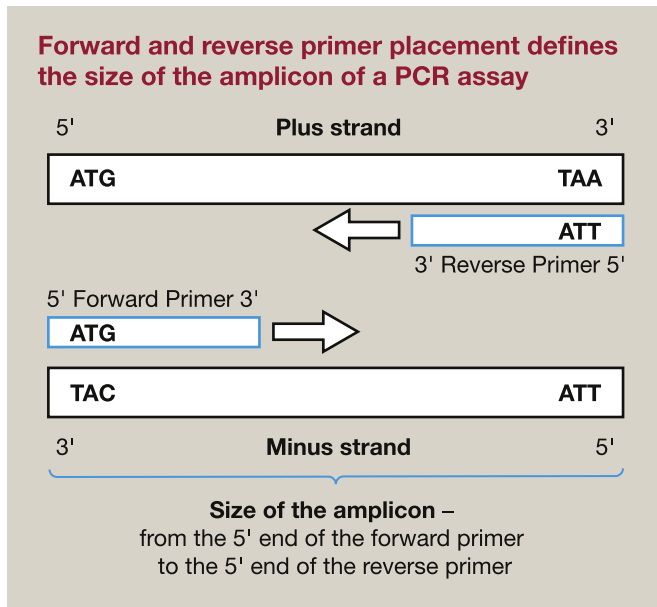 Forward and reverse primer placement defines
the size of the amplicon of a PCR assay
5' Plus strand 3'
ATG TAA
ATT
3' Reverse Primer 5'
5' Forward Primer 3'
ATG
TAC ATT
3' Minus strand 5'
Size of the amplicon –
from the 5' end of the forward primer
to the 5' end of the reverse primer